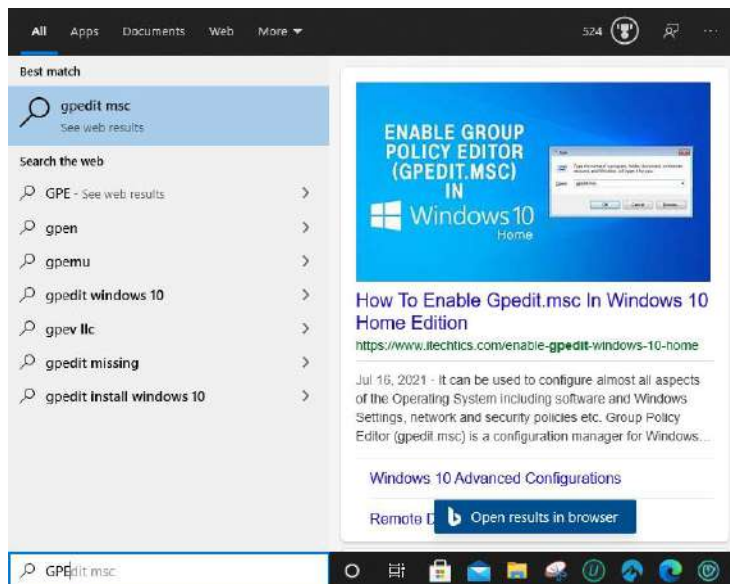 All Apps Documents Web More 524 ...
Best match
gpedit msc
See web results
Search the web
GPE - See web results
gpen
gpemu
gpedit windows 10
gpev llc
gpedit missing
gpedit install windows 10
ENABLE GROUP
POLICY EDITOR
(GPEDIT.MSC)
IN
Windows10
Home
How To Enable Gpedit.msc In Windows 10
Home Edition
https://www.itechtics.com/enable-gpedit-windows-10-home
Jul 16, 2021 - It can be used to configure almost all aspects
of the Operating System including software and Windows
Settings, network and security policies etc. Group Policy
Editor (gpedit.msc) is a configuration manager for Windows...
Windows 10 Advanced Configurations
Remote D
Open results in browser
GPEdit msc